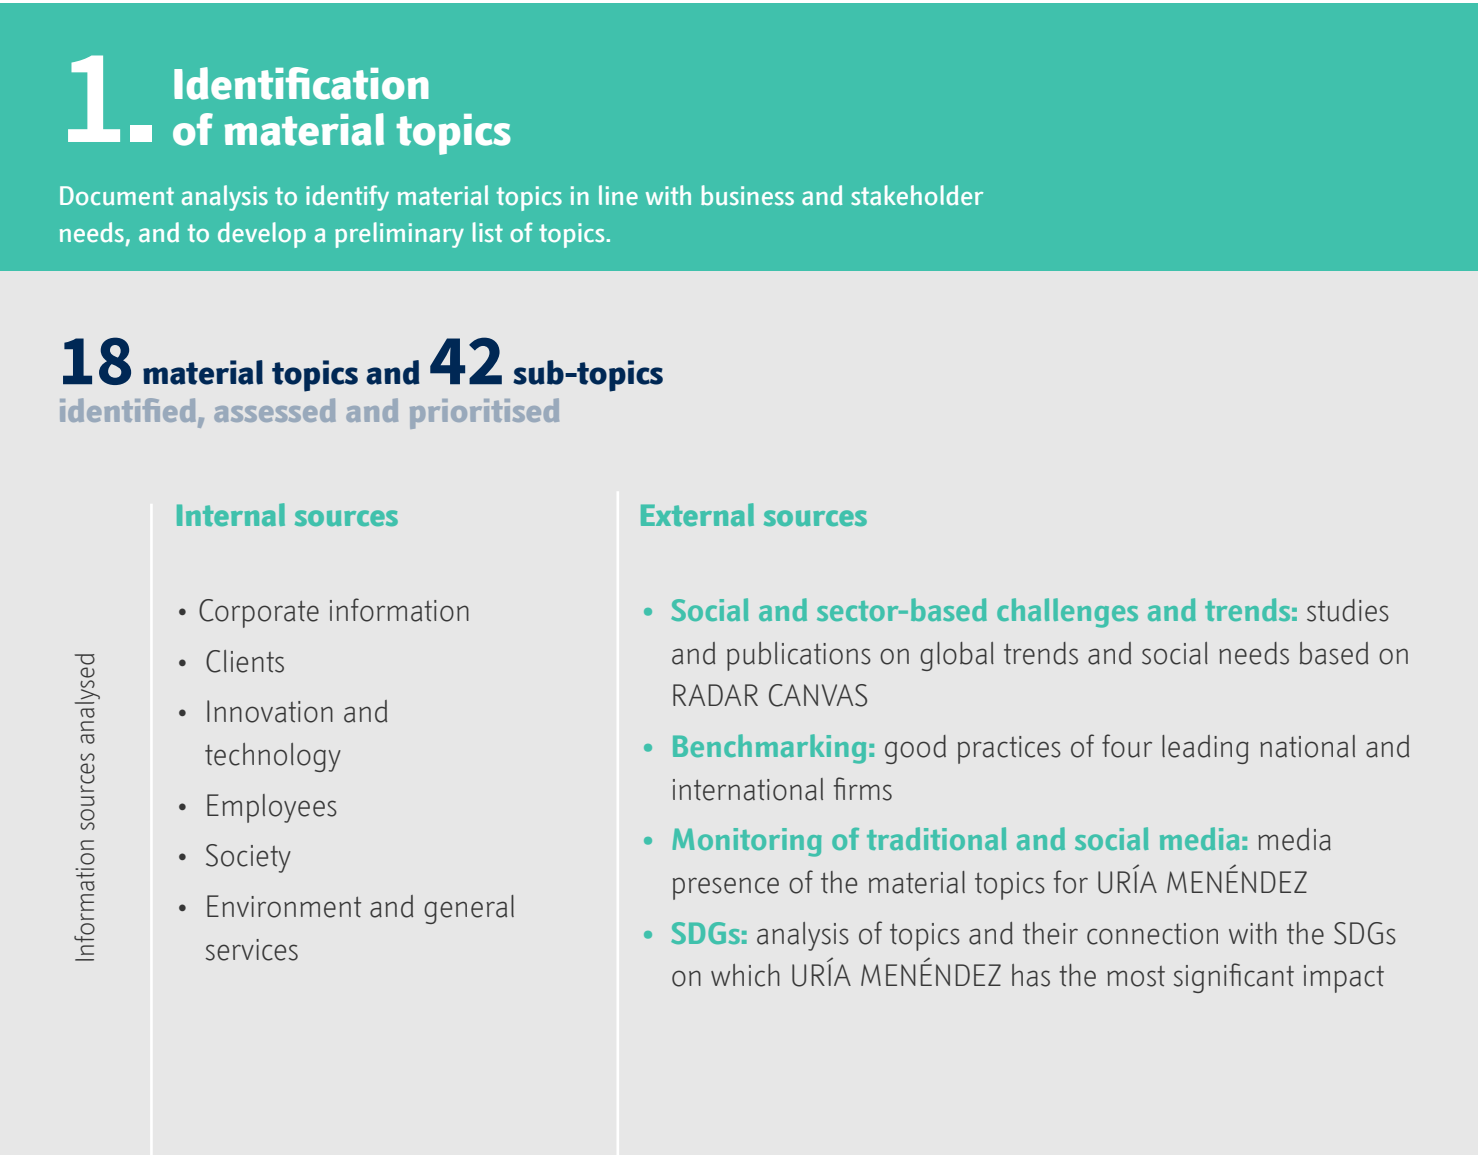 1. Identification
of material topics
Document analysis to identify material topics in line with business and stakeholder
needs, and to develop a preliminary list of topics.
18 material topics and 42 sub-topics
identified, assessed and prioritised
Information sources analysed
Internal sources
• Corporate information
• Clients
• Innovation and
technology
• Employees
• Society
• Environment and general
services
External sources
• Social and sector-based challenges and trends: studies
and publications on global trends and social needs based on
RADAR CANVAS
• Benchmarking: good practices of four leading national and
international firms
• Monitoring of traditional and social media: media
presence of the material topics for URÍA MENÉNDEZ
• SDGs: analysis of topics and their connection with the SDGs
on which URÍA MENÉNDEZ has the most significant impact